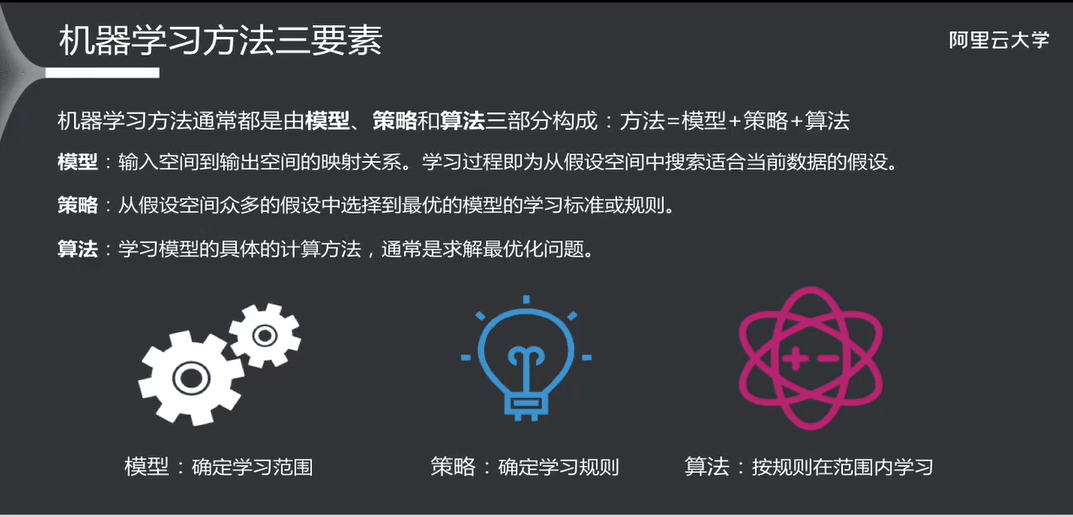 机器学习方法三要素
阿里云大学
机器学习方法通常都是由模型、策略和算法三部分构成：方法=模型+策略+算法
模型：输入空间到输出空间的映射关系。学习过程即为从假设空间中搜索适合当前数据的假设。
策略：从假设空间众多的假设中选择到最优的模型的学习标准或规则。
算法：学习模型的具体的计算方法，通常是求解最优化问题。
模型：确定学习范围
策略：确定学习规则
算法：按规则在范围内学习